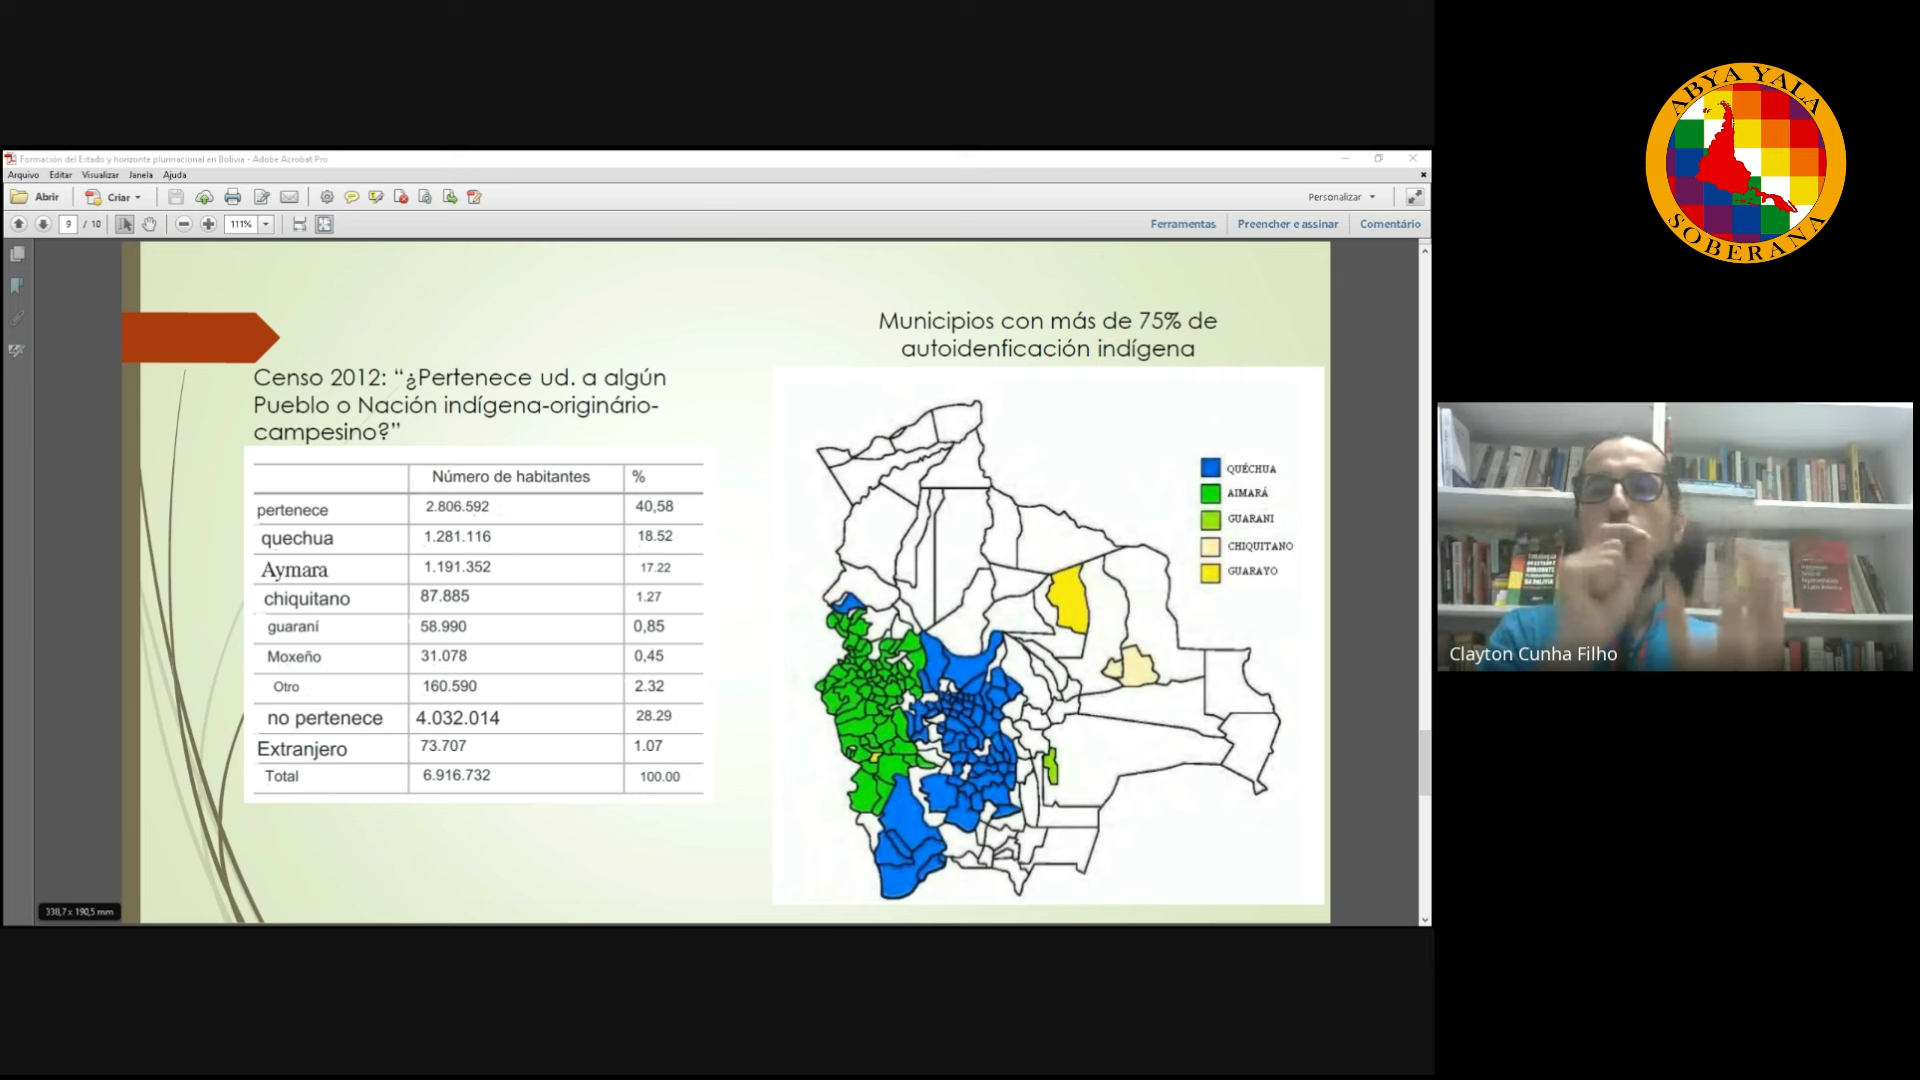 Formación del Estado y horizonte plurinacional en Bolivia - Adobe Acrobat Pro
Arquivo Editar Visualizar Janela Ajuda
Abrir Criar Personalizar
9 / 10 111% Ferramentas Preencher e assinar Comentário
Municipios con más de 75% de
autoidenficación indígena
Censo 2012: “¿Pertenece ud. a algún
Pueblo o Nación indígena-originário-
campesino?”
Número de habitantes %
pertenece 2.806.592 40,58
quechua 1.281.116 18.52
Aymara 1.191.352 17.22
chiquitano 87.885 1.27
guaraní 58.990 0,85
Moxeño 31.078 0,45
Otro 160.590 2.32
no pertenece 4.032.014 28.29
Extranjero 73.707 1.07
Total 6.916.732 100.00
QUÉCHUA
AIMARÁ
GUARANI
CHIQUITANO
GUARAYO
338,7 x 190,5 mm
ABYA YALA
SOBERANA
Clayton Cunha Filho